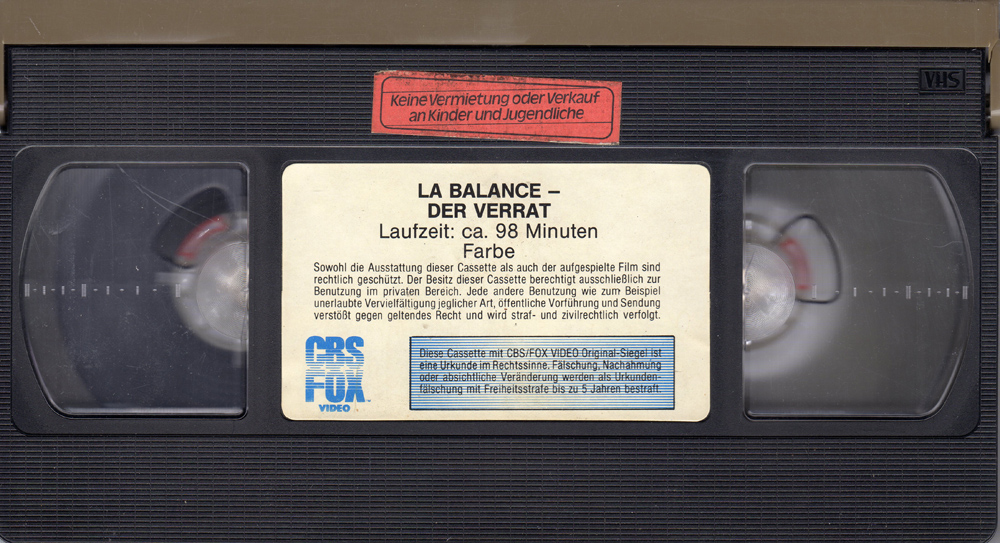 VHS
Keine Vermietung oder Verkauf
an Kinder und Jugendliche
LA BALANCE –
DER VERRAT
Laufzeit: ca. 98 Minuten
Farbe
Sowohl die Ausstattung dieser Cassette als auch der aufgespielte Film sind
rechtlich geschützt. Der Besitz dieser Cassette berechtigt ausschließlich zur
Benutzung im privaten Bereich. Jede andere Benutzung wie zum Beispiel
unerlaubte Vervielfältigung jeglicher Art, öffentliche Vorführung und Sendung
verstößt gegen geltendes Recht und wird straf- und zivilrechtlich verfolgt.
CBS
FOX™
VIDEO
Diese Cassette mit CBS/FOX VIDEO Original-Siegel ist
eine Urkunde im Rechtssinne. Fälschung, Nachahmung
oder absichtliche Veränderung werden als Urkunden-
fälschung mit Freiheitsstrafe bis zu 5 Jahren bestraft